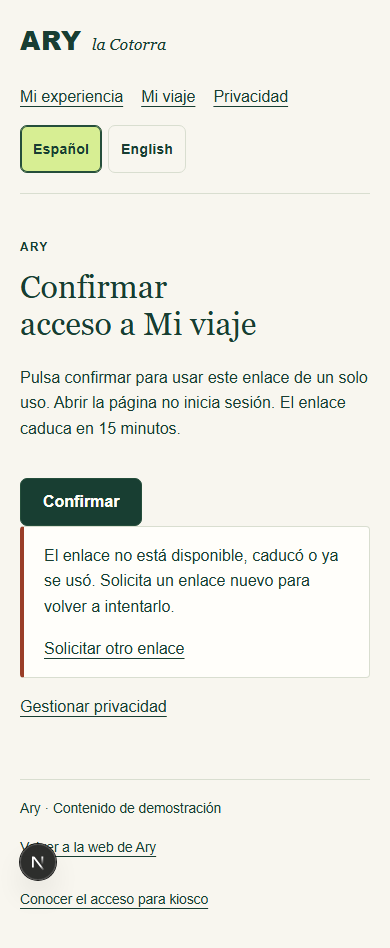 ARY la Cotorra
Mi experiencia Mi viaje Privacidad
Español English
ARY
Confirmar
acceso a Mi viaje
Pulsa confirmar para usar este enlace de un solo
uso. Abrir la página no inicia sesión. El enlace
caduca en 15 minutos.
Confirmar
El enlace no está disponible, caducó o ya
se usó. Solicita un enlace nuevo para
volver a intentarlo.
Solicitar otro enlace
Gestionar privacidad
Ary · Contenido de demostración
Volver a la web de Ary
N
Conocer el acceso para kiosco